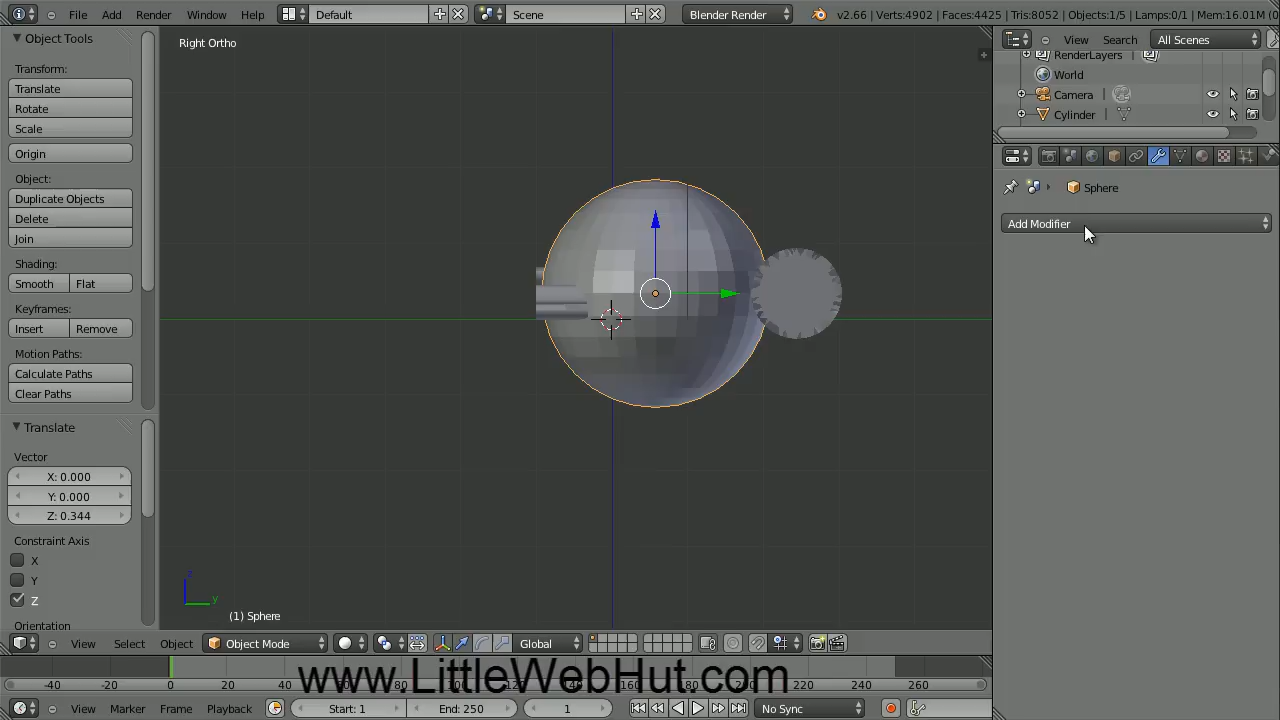 File Add Render Window Help Default Scene Blender Render v2.66 | Verts:4902 | Faces:4425 | Tris:8052 | Objects:1/5 | Lamps:0/1 | Mem:16.01M (0
Object Tools
Right Ortho
View Search All Scenes
RenderLayers |
World
Camera |
Cylinder |
Transform:
Translate
Rotate
Scale
Origin
Object:
Duplicate Objects
Delete
Join
Shading:
Smooth Flat
Keyframes:
Insert Remove
Motion Paths:
Calculate Paths
Clear Paths
Sphere
Add Modifier
Translate
Vector
X: 0.000
Y: 0.000
Z: 0.344
Constraint Axis
X
Y
Z
Orientation
z
y
(1) Sphere
View Select Object Object Mode Global
-40 -20 0 20 40 60 80 100 120 140 160 180 200 220 240 260
www.LittleWebHut.com
View Marker Frame Playback Start: 1 End: 250 1 No Sync